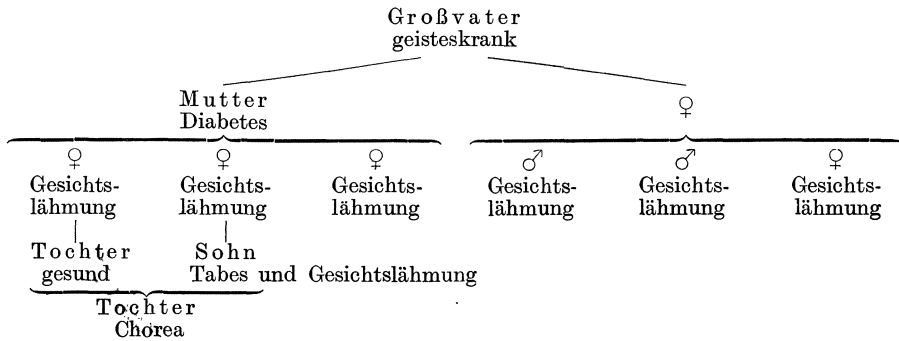 Großvater
geisteskrank
Mutter ♀
Diabetes
♀ ♀ ♀ ♂ ♂ ♀
Gesichts- Gesichts- Gesichts- Gesichts- Gesichts- Gesichts-
lähmung lähmung lähmung lähmung lähmung lähmung
Tochter Sohn
gesund Tabes und Gesichtslähmung
Tochter
Chorea